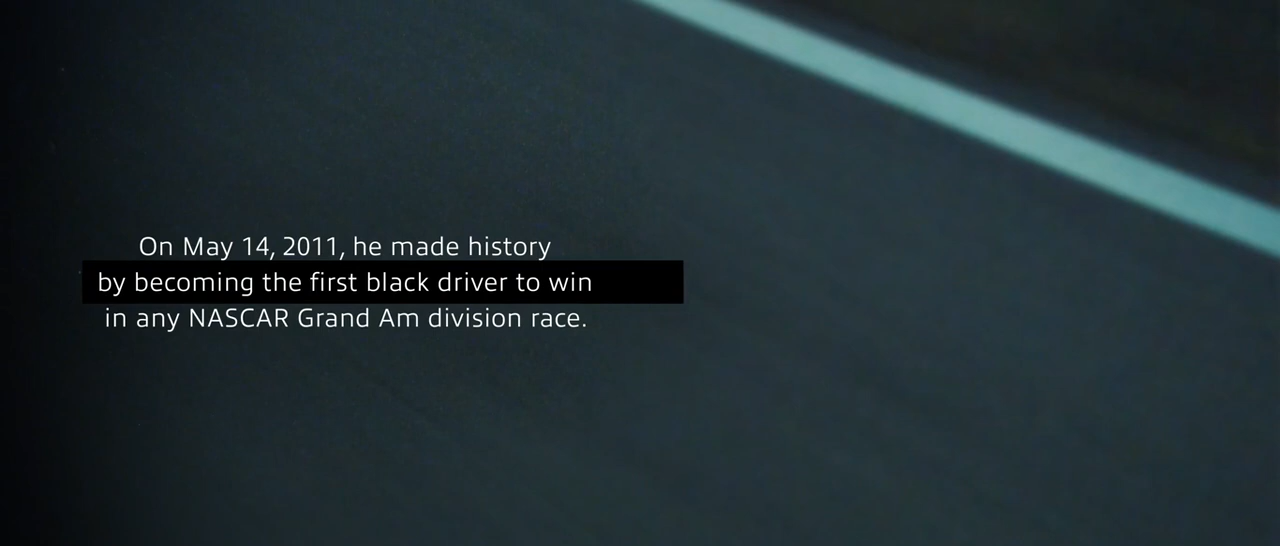 On May 14, 2011, he made history
by becoming the first black driver to win
in any NASCAR Grand Am division race.